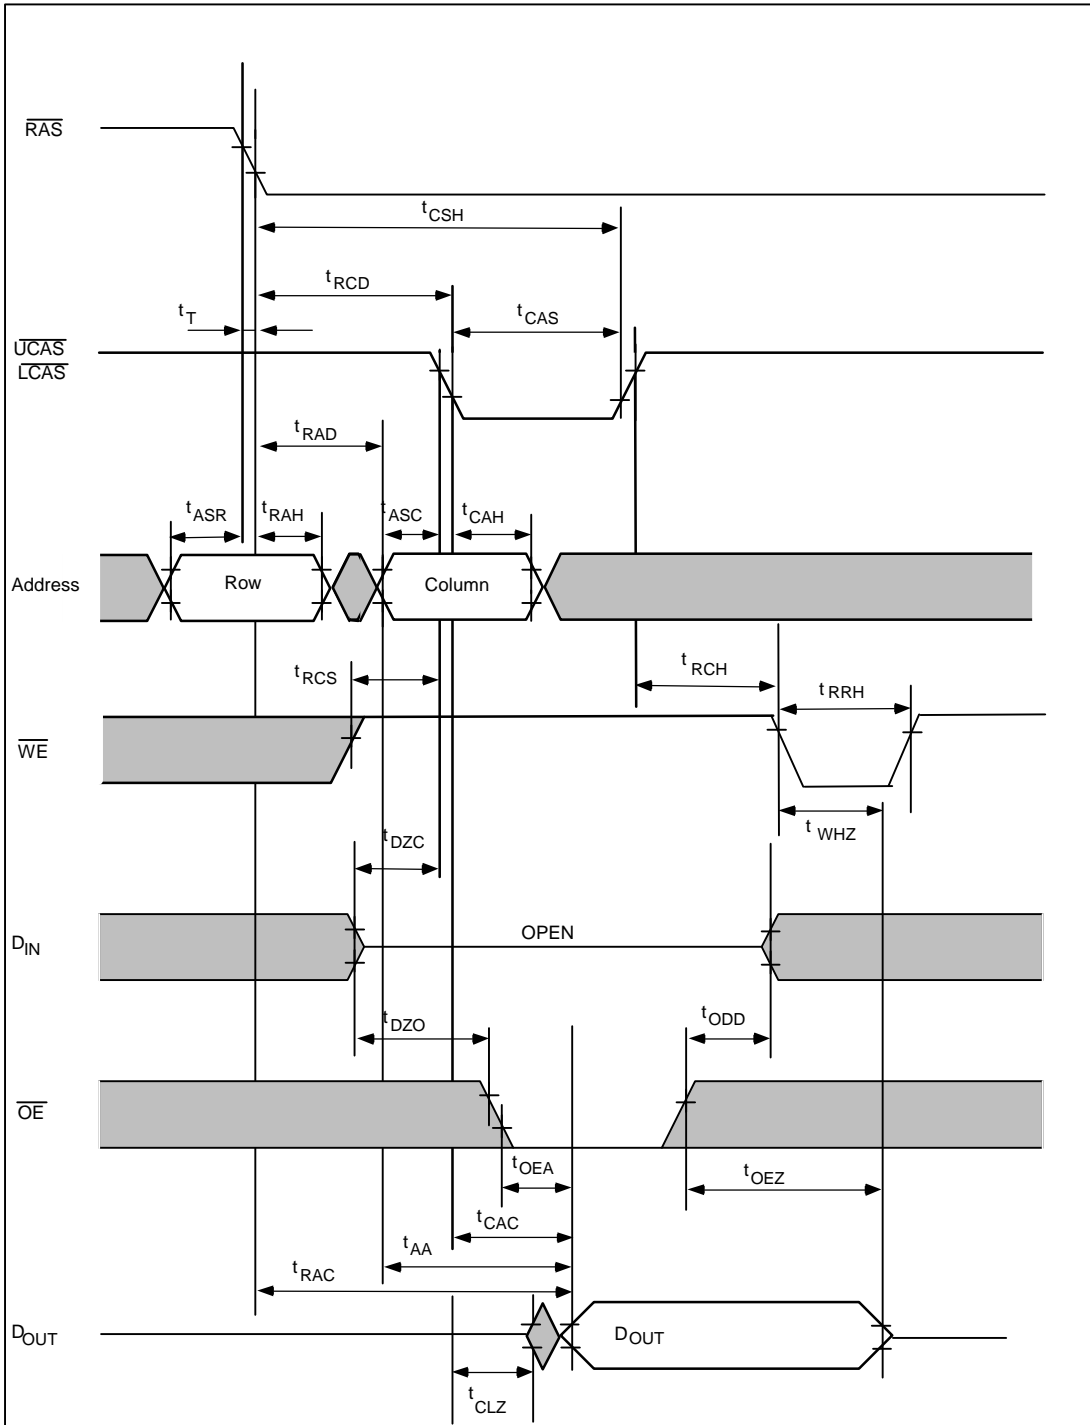 RAS
tCSH
tRCD
tT
tCAS
UCAS
LCAS
tRAD
tASR
tRAH
tASC
tCAH
Address
Row
Column
tRCS
tRCH
tRRH
WE
tWHZ
tDZC
DIN
OPEN
tDZO
tODD
OE
tOEA
tOEZ
tCAC
tAA
tRAC
DOUT
DOUT
tCLZ